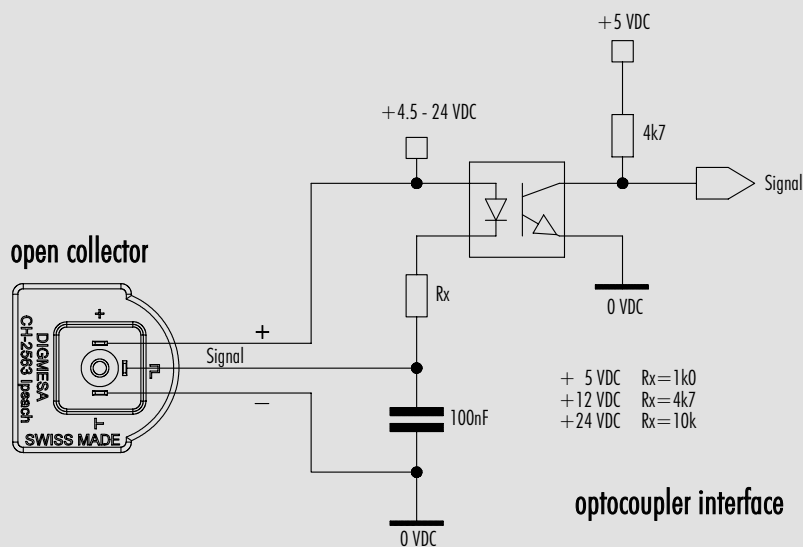 +5 VDC
+4.5 - 24 VDC
4k7
Signal
open collector
0 VDC
Rx
+
DIGMESA
CH-2563 Ipsach
SWISS MADE
+
Signal
–
100nF
+ 5 VDC Rx=1k0
+12 VDC Rx=4k7
+24 VDC Rx=10k
optocoupler interface
0 VDC